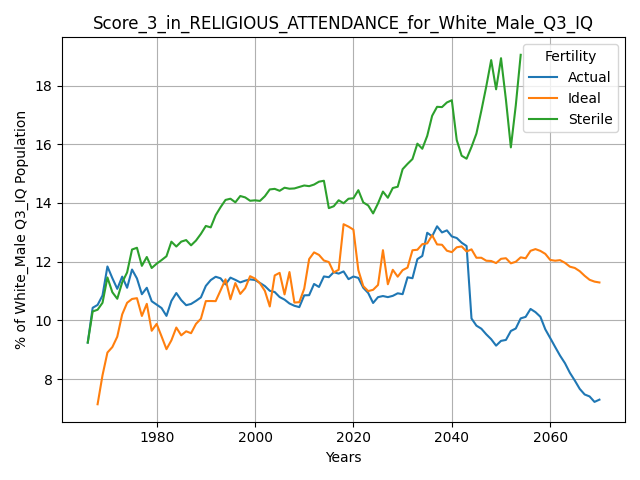 Score_3_in_RELIGIOUS_ATTENDANCE_for_White_Male_Q3_IQ
% of White_Male Q3_IQ Population
18
16
14
12
10
8
Fertility
Actual
Ideal
Sterile
1980
2000
2020
2040
2060
Years